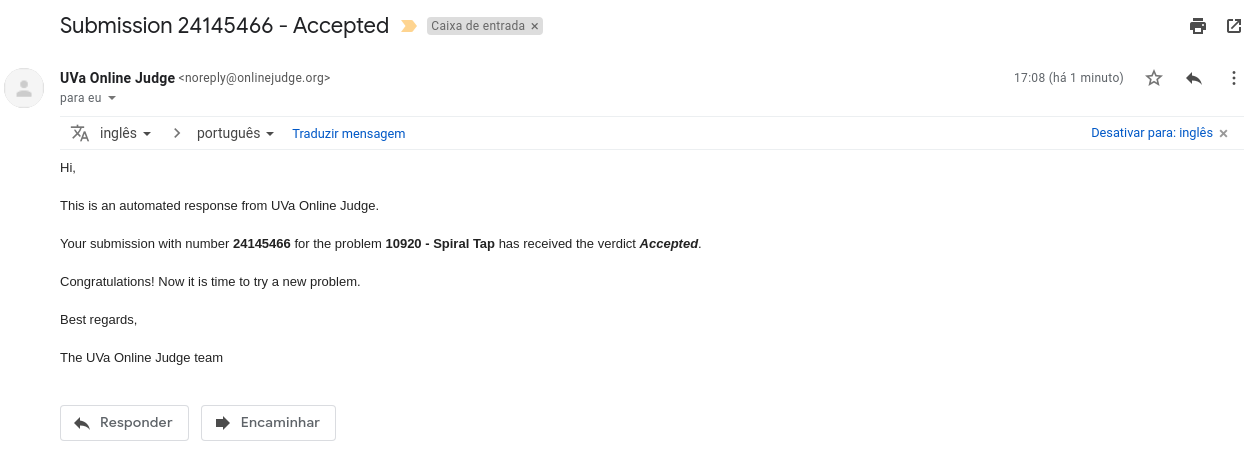 Submission 24145466 - Accepted Caixa de entrada ×
UVa Online Judge <noreply@onlinejudge.org> 17:08 (há 1 minuto)
para eu
inglês > português Traduzir mensagem Desativar para: inglês ×
Hi,
This is an automated response from UVa Online Judge.
Your submission with number 24145466 for the problem 10920 - Spiral Tap has received the verdict Accepted.
Congratulations! Now it is time to try a new problem.
Best regards,
The UVa Online Judge team
Responder Encaminhar